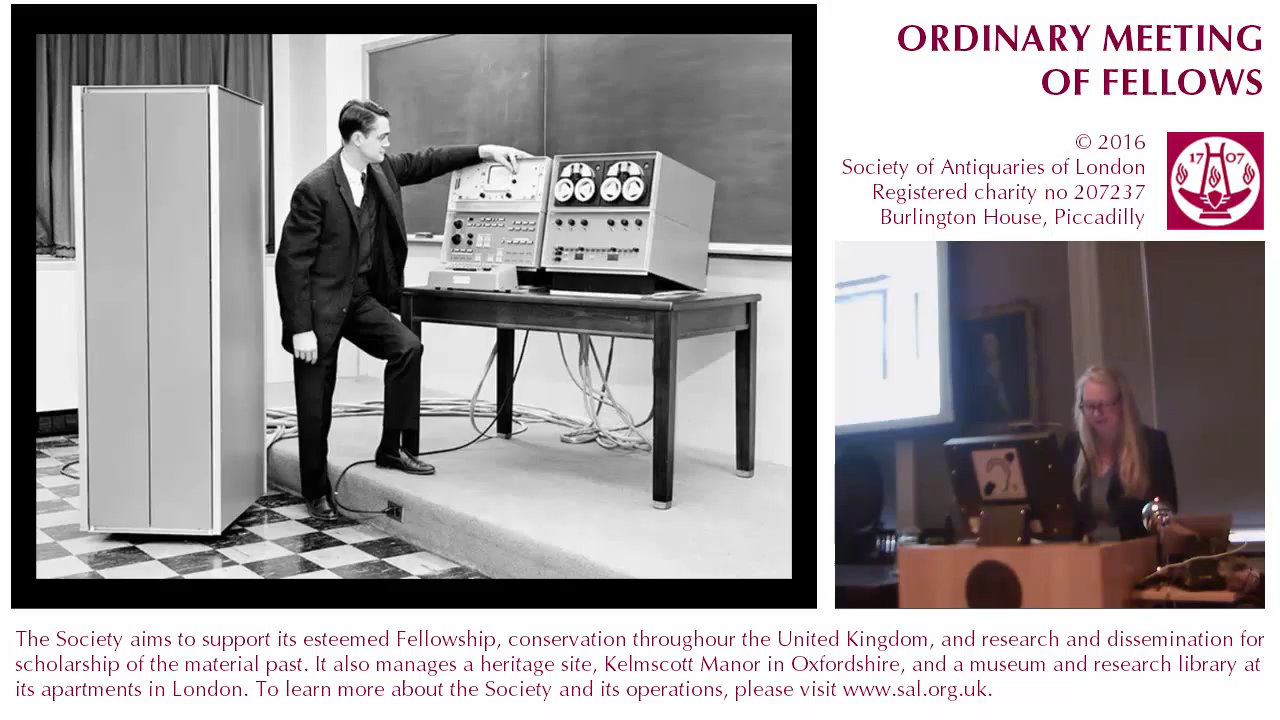 ORDINARY MEETING
OF FELLOWS
© 2016
Society of Antiquaries of London
Registered charity no 207237
Burlington House, Piccadilly
17 07
The Society aims to support its esteemed Fellowship, conservation throughour the United Kingdom, and research and dissemination for
scholarship of the material past. It also manages a heritage site, Kelmscott Manor in Oxfordshire, and a museum and research library at
its apartments in London. To learn more about the Society and its operations, please visit www.sal.org.uk.